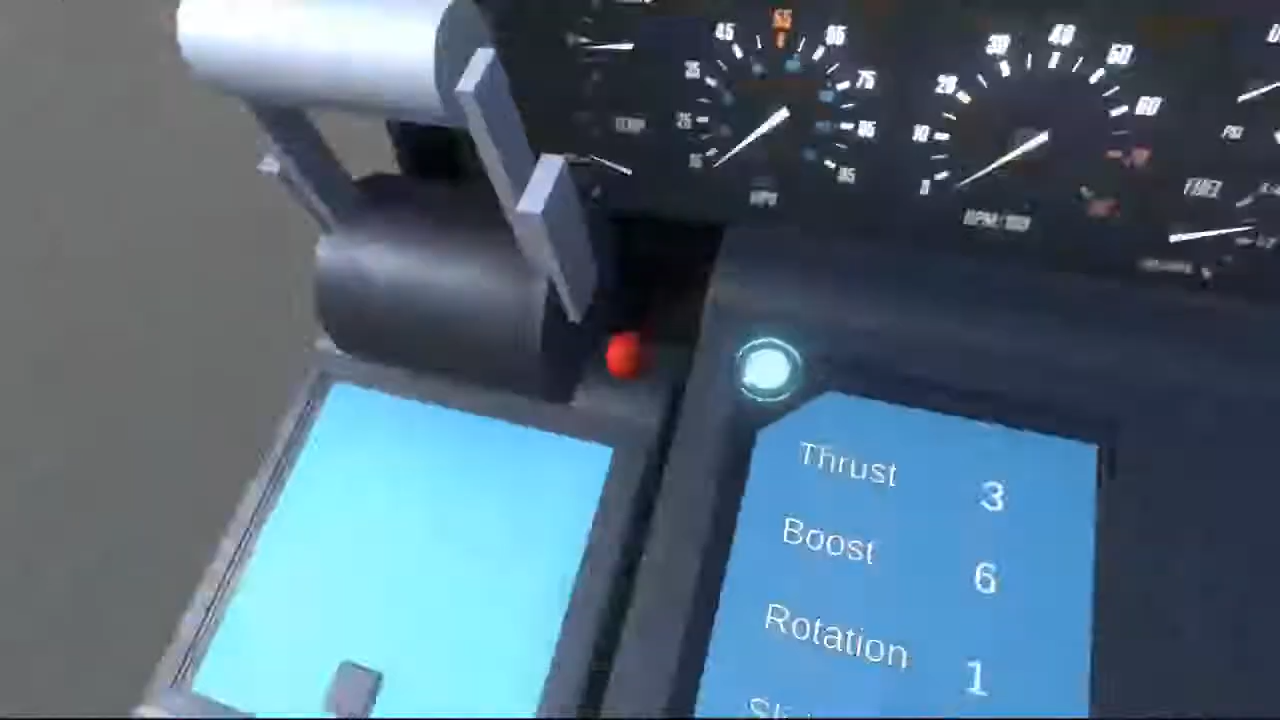 45 55 65
35 75
25 85
15 95
MPH
TEMP
30 40 50
20 60
10
0
RPM/100
PSI
FUEL
Thrust 3
Boost 6
Rotation 1